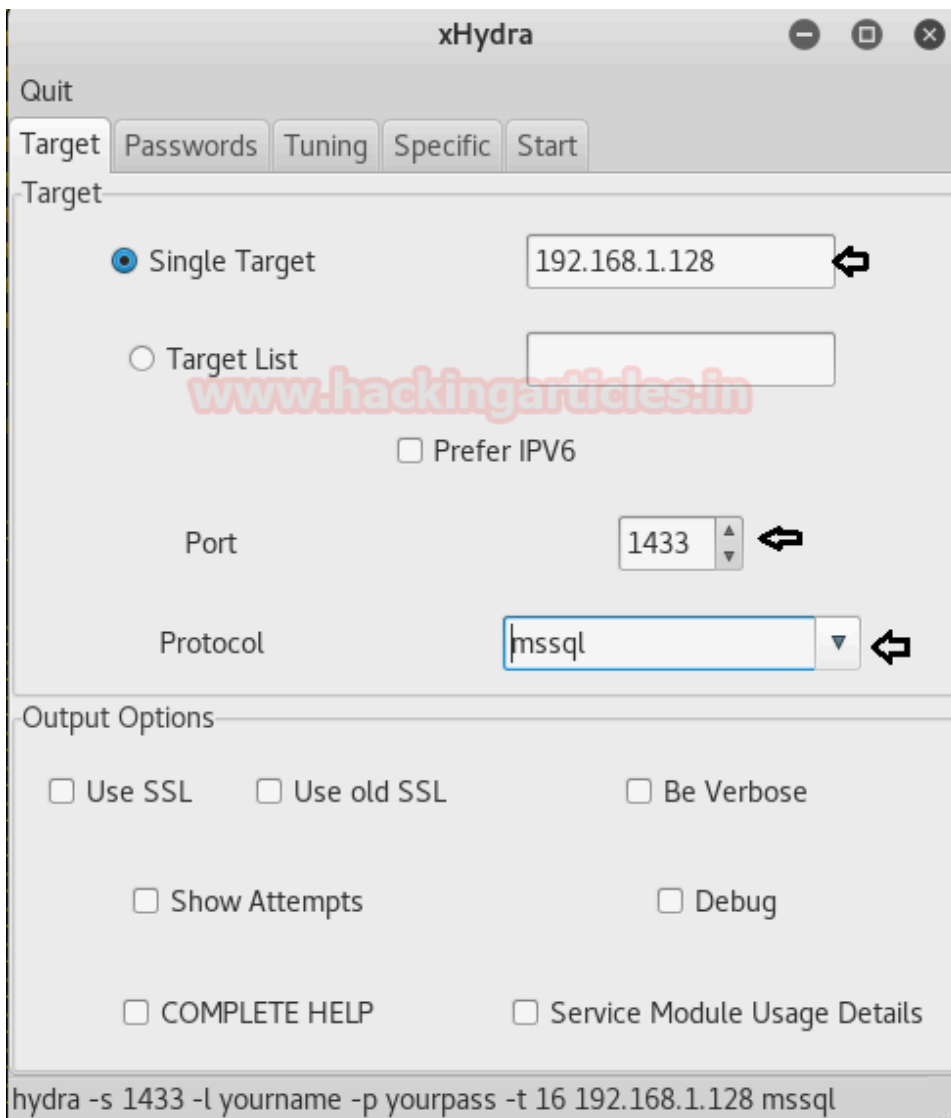 xHydra
Quit
Target Passwords Tuning Specific Start
Target
Single Target 192.168.1.128
Target List
www.hackingarticles.in
Prefer IPV6
Port 1433
Protocol mssql
Output Options
Use SSL Use old SSL Be Verbose
Show Attempts Debug
COMPLETE HELP Service Module Usage Details
hydra -s 1433 -l yourname -p yourpass -t 16 192.168.1.128 mssql